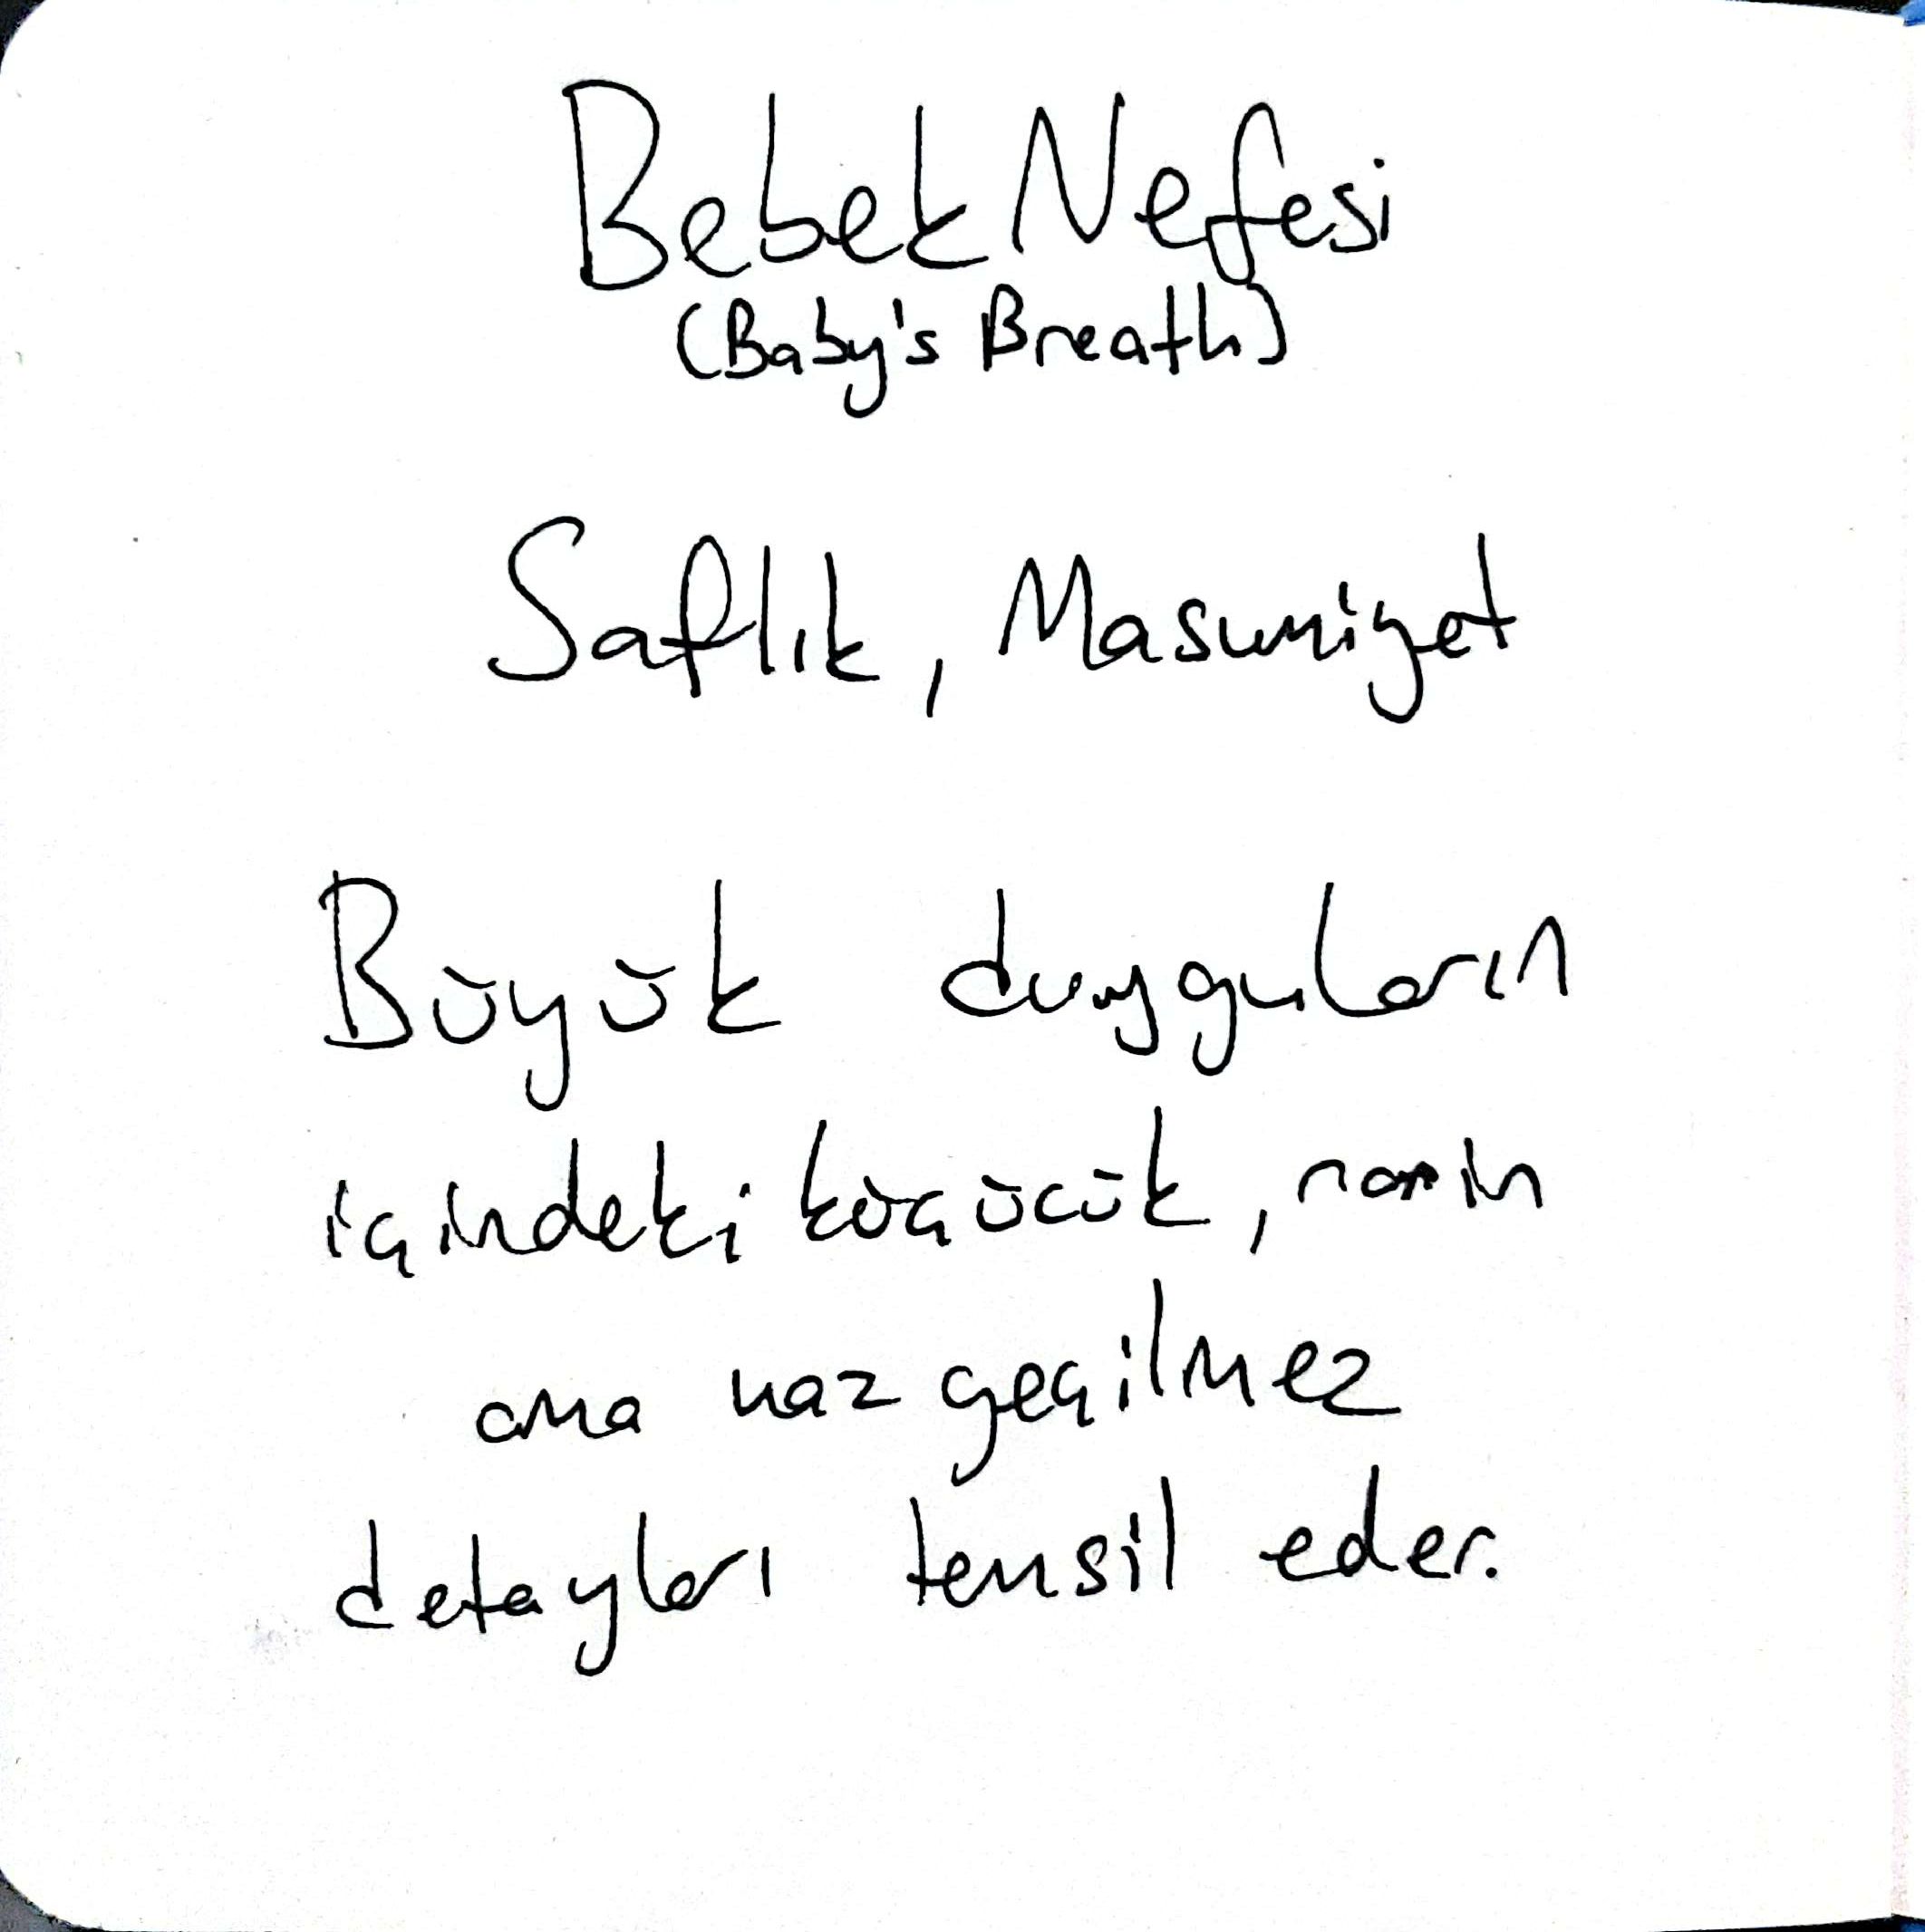 Bebek Nefesi
(Baby's Breath)
Saflık, Masumiyet
Büyük duyguların
içindeki küçücük, narin
ama vazgeçilmez
detayları temsil eder.